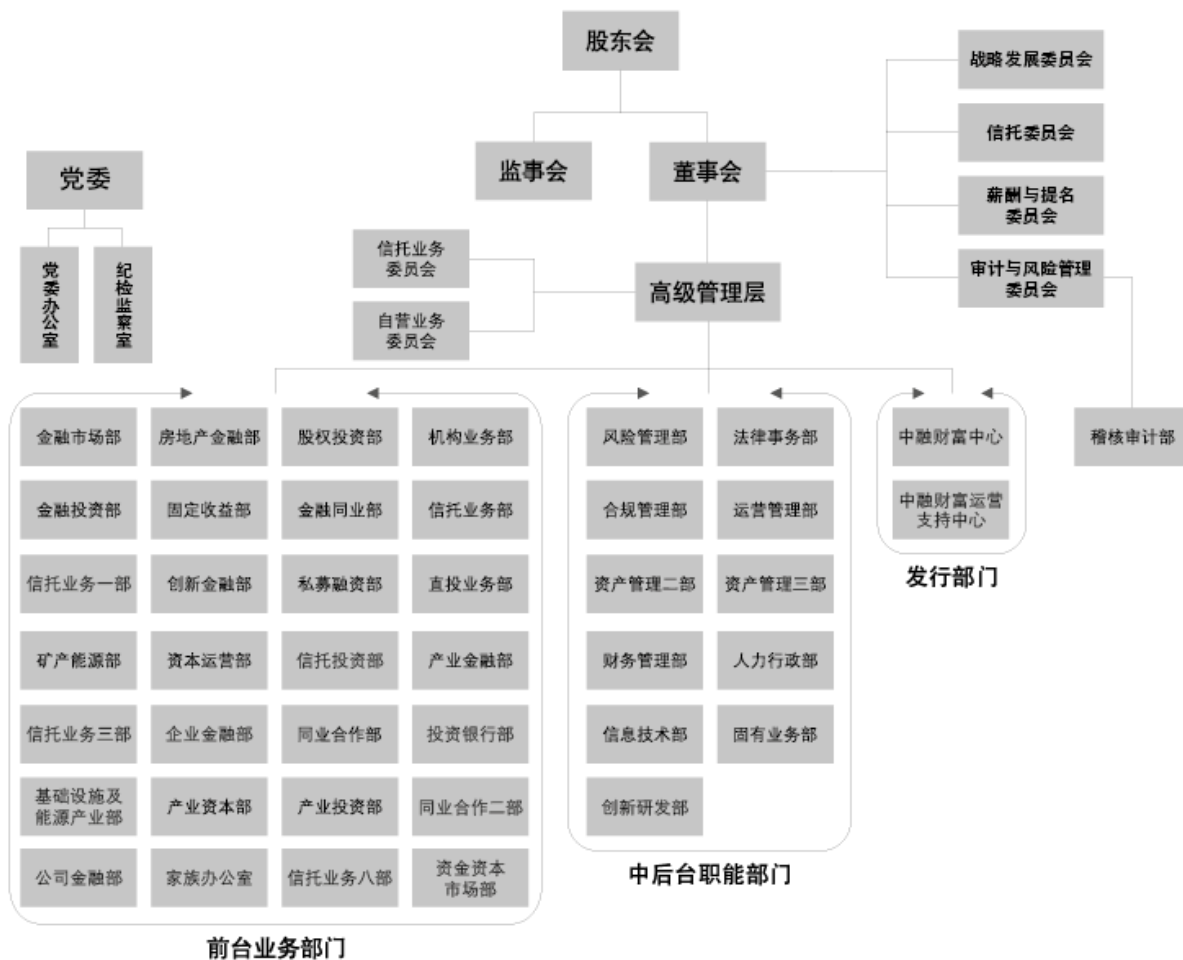 股东会
战略发展委员会
信托委员会
监事会
董事会
党委
薪酬与提名
委员会
党委办公室
纪检监察室
信托业务
委员会
高级管理层
审计与风险管理
委员会
自营业务
委员会
金融市场部
房地产金融部
股权投资部
机构业务部
金融投资部
固定收益部
金融同业部
信托业务部
信托业务一部
创新金融部
私募融资部
直投业务部
矿产能源部
资本运营部
信托投资部
产业金融部
信托业务三部
企业金融部
同业合作部
投资银行部
基础设施及
能源产业部
产业资本部
产业投资部
同业合作二部
公司金融部
家族办公室
信托业务八部
资金资本
市场部
前台业务部门
风险管理部
法律事务部
合规管理部
运营管理部
资产管理二部
资产管理三部
财务管理部
人力行政部
信息技术部
固有业务部
创新研发部
中后台职能部门
中融财富中心
中融财富运营
支持中心
发行部门
稽核审计部